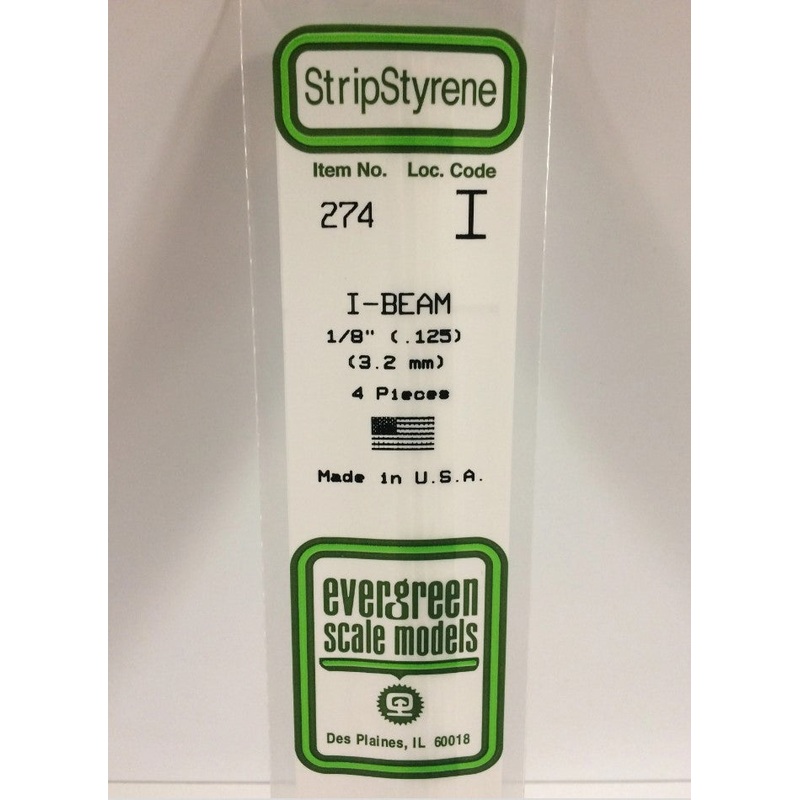 StripStyrene
Item No. Loc. Code
274 I
I-BEAM
1/8" (.125)
(3.2 mm)
4 Pieces
Made in U.S.A.
evergreen
scale models
Des Plaines, IL 60018